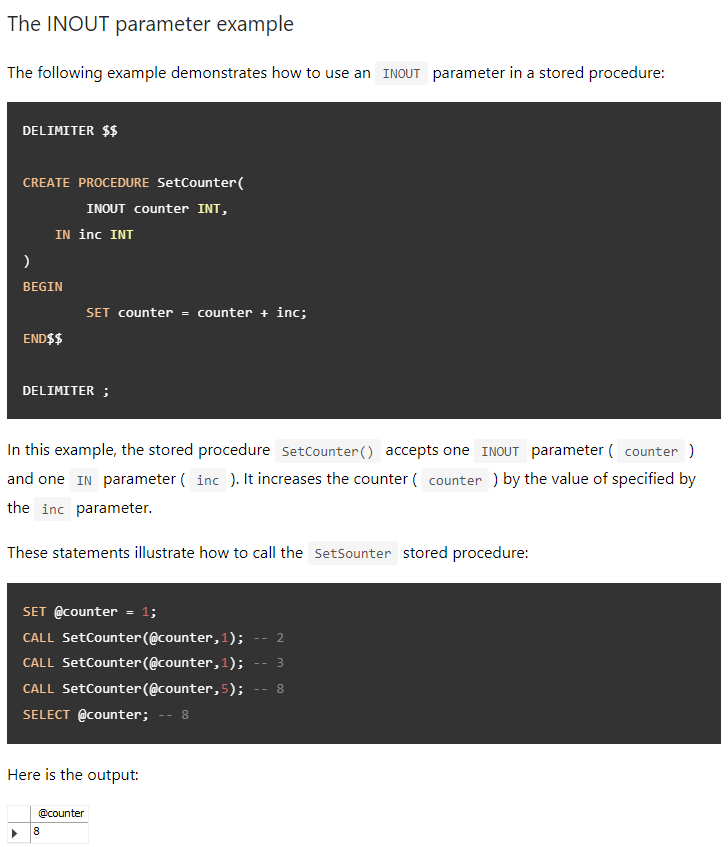 The INOUT parameter example
The following example demonstrates how to use an INOUT parameter in a stored procedure:
DELIMITER $$
CREATE PROCEDURE SetCounter(
INOUT counter INT,
IN inc INT
)
BEGIN
SET counter = counter + inc;
END$$
DELIMITER ;
In this example, the stored procedure SetCounter() accepts one INOUT parameter ( counter )
and one IN parameter ( inc ). It increases the counter ( counter ) by the value of specified by
the inc parameter.
These statements illustrate how to call the SetSounter stored procedure:
SET @counter = 1;
CALL SetCounter(@counter,1); -- 2
CALL SetCounter(@counter,1); -- 3
CALL SetCounter(@counter,5); -- 8
SELECT @counter; -- 8
Here is the output:
@counter
8